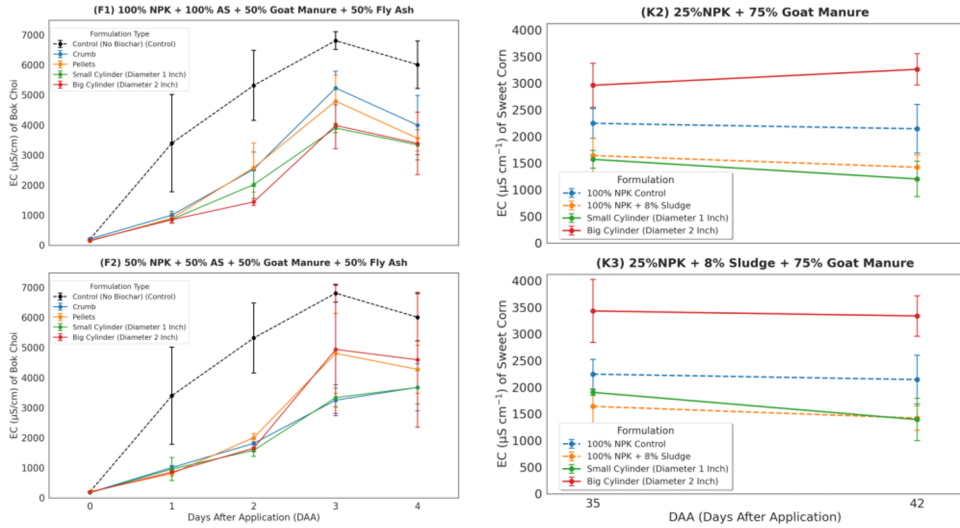 (F1) 100% NPK + 100% AS + 50% Goat Manure + 50% Fly Ash
EC (µS/cm) of Bok Choi
7000
6000
5000
4000
3000
2000
1000
0
Formulation Type
Control (No Biochar) (Control)
Crumb
Pellets
Small Cylinder (Diameter 1 Inch)
Big Cylinder (Diameter 2 Inch)
0
1
2
3
4
(K2) 25%NPK + 75% Goat Manure
EC (µS cm⁻¹) of Sweet Corn
4000
3500
3000
2500
2000
1500
1000
500
0
Formulation
100% NPK Control
100% NPK + 8% Sludge
Small Cylinder (Diameter 1 Inch)
Big Cylinder (Diameter 2 Inch)
35
42
(F2) 50% NPK + 50% AS + 50% Goat Manure + 50% Fly Ash
EC (µS/cm) of Bok Choi
7000
6000
5000
4000
3000
2000
1000
0
Formulation Type
Control (No Biochar) (Control)
Crumb
Pellets
Small Cylinder (Diameter 1 Inch)
Big Cylinder (Diameter 2 Inch)
0
1
2
3
4
Days After Application (DAA)
(K3) 25%NPK + 8% Sludge + 75% Goat Manure
EC (µS cm⁻¹) of Sweet Corn
4000
3500
3000
2500
2000
1500
1000
500
0
Formulation
100% NPK Control
100% NPK + 8% Sludge
Small Cylinder (Diameter 1 Inch)
Big Cylinder (Diameter 2 Inch)
35
42
DAA (Days After Application)